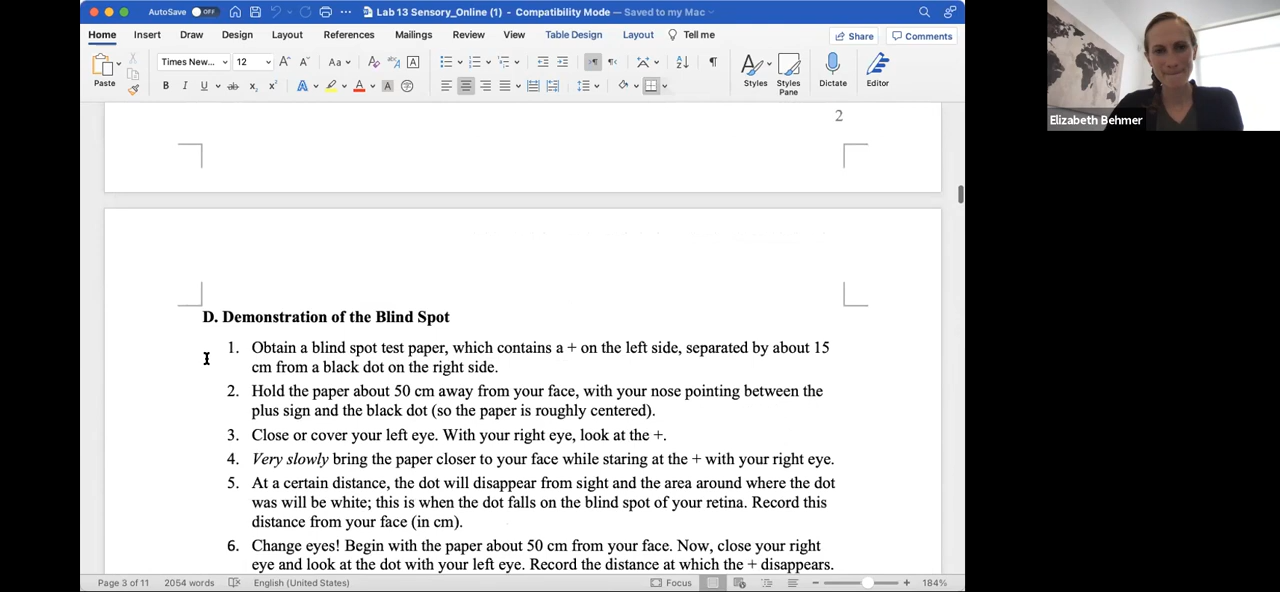 AutoSave OFF
Lab 13 Sensory_Online (1) - Compatibility Mode — Saved to my Mac
Home Insert Draw Design Layout References Mailings Review View Table Design Layout Tell me
Share Comments
Paste
Times New... 12
Styles
Styles Pane
Dictate
Editor
Elizabeth Behmer
2
D. Demonstration of the Blind Spot
1. Obtain a blind spot test paper, which contains a + on the left side, separated by about 15
cm from a black dot on the right side.
2. Hold the paper about 50 cm away from your face, with your nose pointing between the
plus sign and the black dot (so the paper is roughly centered).
3. Close or cover your left eye. With your right eye, look at the +.
4. Very slowly bring the paper closer to your face while staring at the + with your right eye.
5. At a certain distance, the dot will disappear from sight and the area around where the dot
was will be white; this is when the dot falls on the blind spot of your retina. Record this
distance from your face (in cm).
6. Change eyes! Begin with the paper about 50 cm from your face. Now, close your right
eye and look at the dot with your left eye. Record the distance at which the + disappears.
Page 3 of 11 2054 words English (United States) Focus 184%